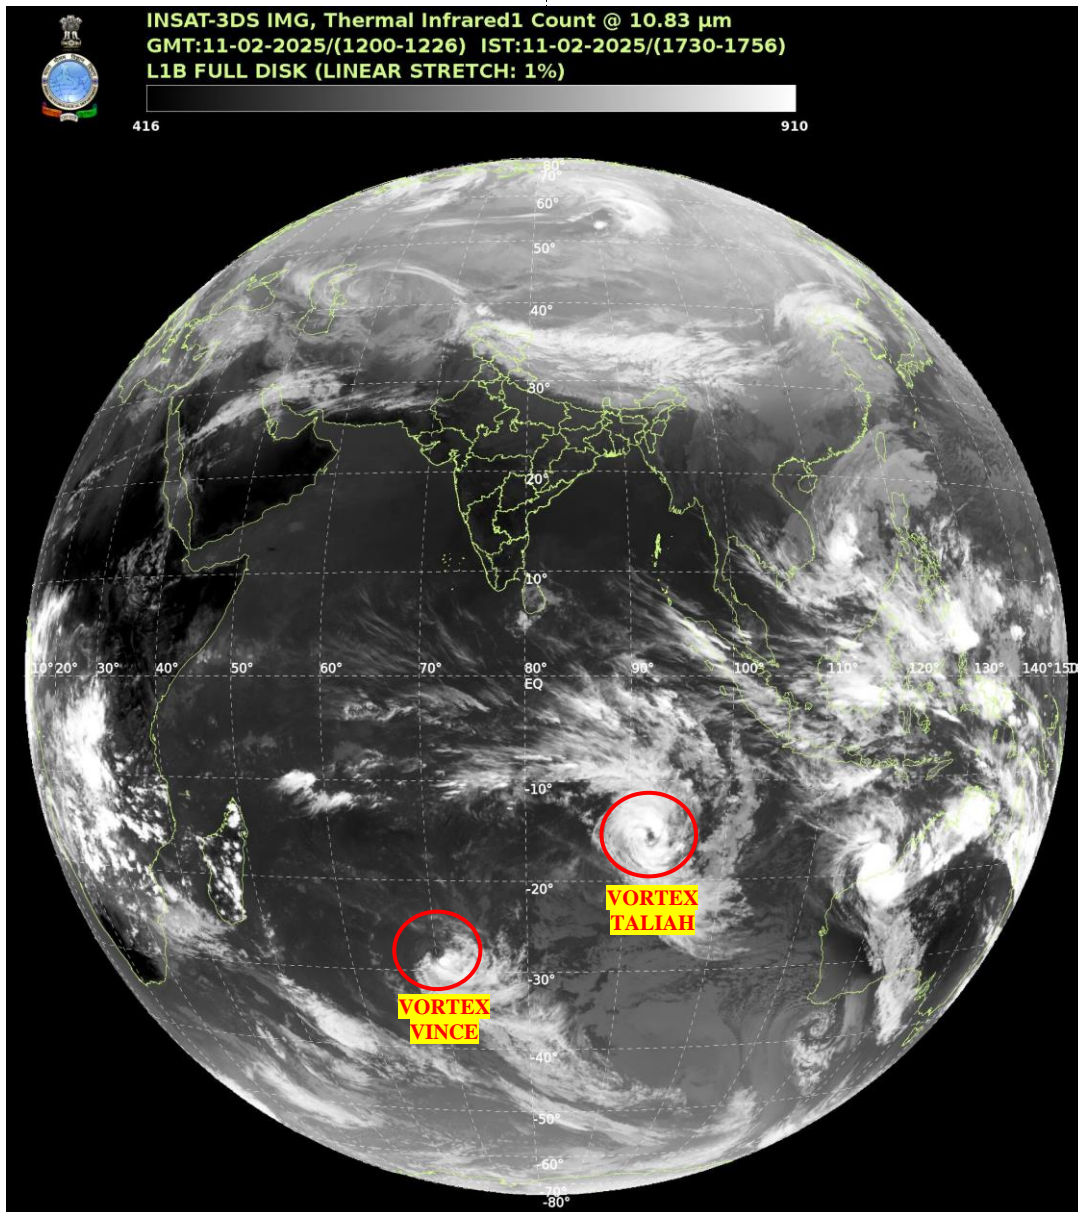 INSAT-3DS IMG, Thermal Infrared1 Count @ 10.83 μm
GMT:11-02-2025/(1200-1226) IST:11-02-2025/(1730-1756)
L1B FULL DISK (LINEAR STRETCH: 1%)
416 910
80°
70°
60°
50°
40°
30°
20°
10°
10° 20° 30° 40° 50° 60° 70° 80° 90° 100° 110° 120° 130° 140° 150
EQ
-10°
-20°
VORTEX
TALIAH
-30°
VORTEX
VINCE
-40°
-50°
-60°
-70°
-80°